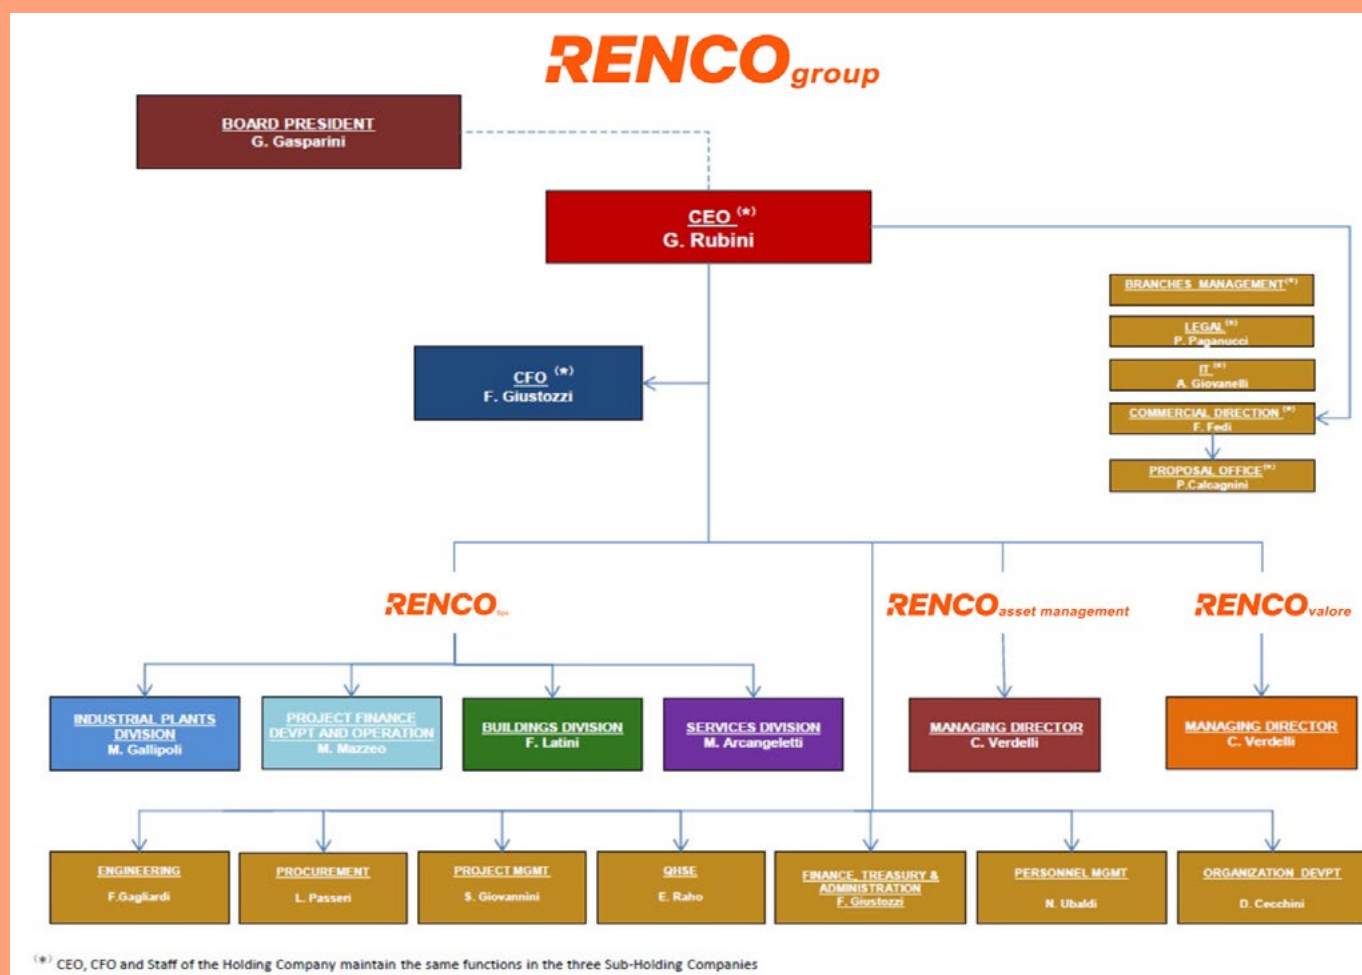 RENCO group
BOARD PRESIDENT
G. Gasparini
CEO (*)
G. Rubini
BRANCHES MANAGEMENT(*)
LEGAL(*)
P. Paganucci
IT(*)
A. Giovanelli
COMMERCIAL DIRECTION(*)
F. Fedi
PROPOSAL OFFICE(*)
P.Calcagnini
CFO (*)
F. Giustozzi
RENCO
RENCO asset management
RENCO valore
INDUSTRIAL PLANTS
DIVISION
M. Gallipoli
PROJECT FINANCE
DEVPT AND OPERATION
M. Mazzeo
BUILDINGS DIVISION
F. Latini
SERVICES DIVISION
M. Arcangeletti
MANAGING DIRECTOR
C. Verdelli
MANAGING DIRECTOR
C. Verdelli
ENGINEERING
F.Gagliardi
PROCUREMENT
L. Passeri
PROJECT MGMT
S. Giovannini
QHSE
E. Raho
FINANCE, TREASURY &
ADMINISTRATION
F. Giustozzi
PERSONNEL MGMT
N. Ubaldi
ORGANIZATION DEVPT
D. Cecchini
(*) CEO, CFO and Staff of the Holding Company maintain the same functions in the three Sub-Holding Companies